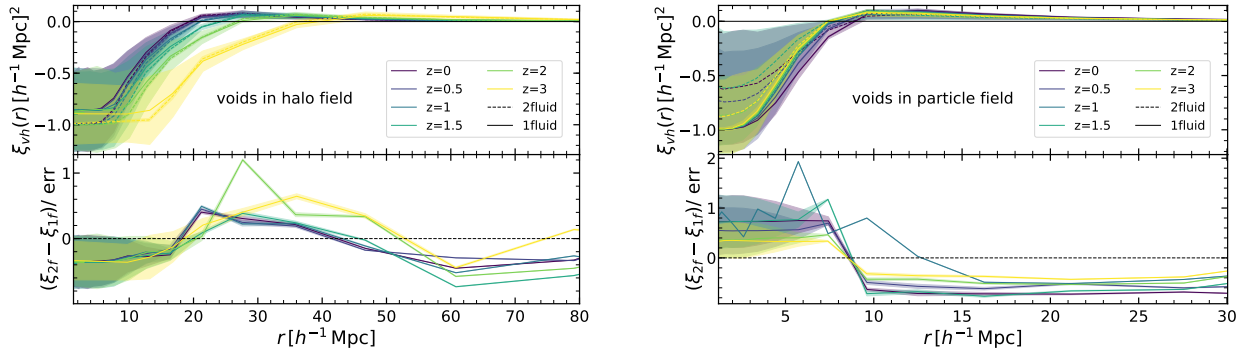 0.0
−0.5
−1.0
ξvh(r) [h⁻¹ Mpc]²
z=0
z=0.5
z=1
z=1.5
z=2
z=3
2fluid
1fluid
voids in halo field
1
0
(ξ2f − ξ1f)/ err
10 20 30 40 50 60 70 80
r [h⁻¹ Mpc]
0.0
−0.5
−1.0
ξvh(r) [h⁻¹ Mpc]²
z=0
z=0.5
z=1
z=1.5
z=2
z=3
2fluid
1fluid
voids in particle field
2
1
0
(ξ2f − ξ1f)/ err
5 10 15 20 25 30
r [h⁻¹ Mpc]